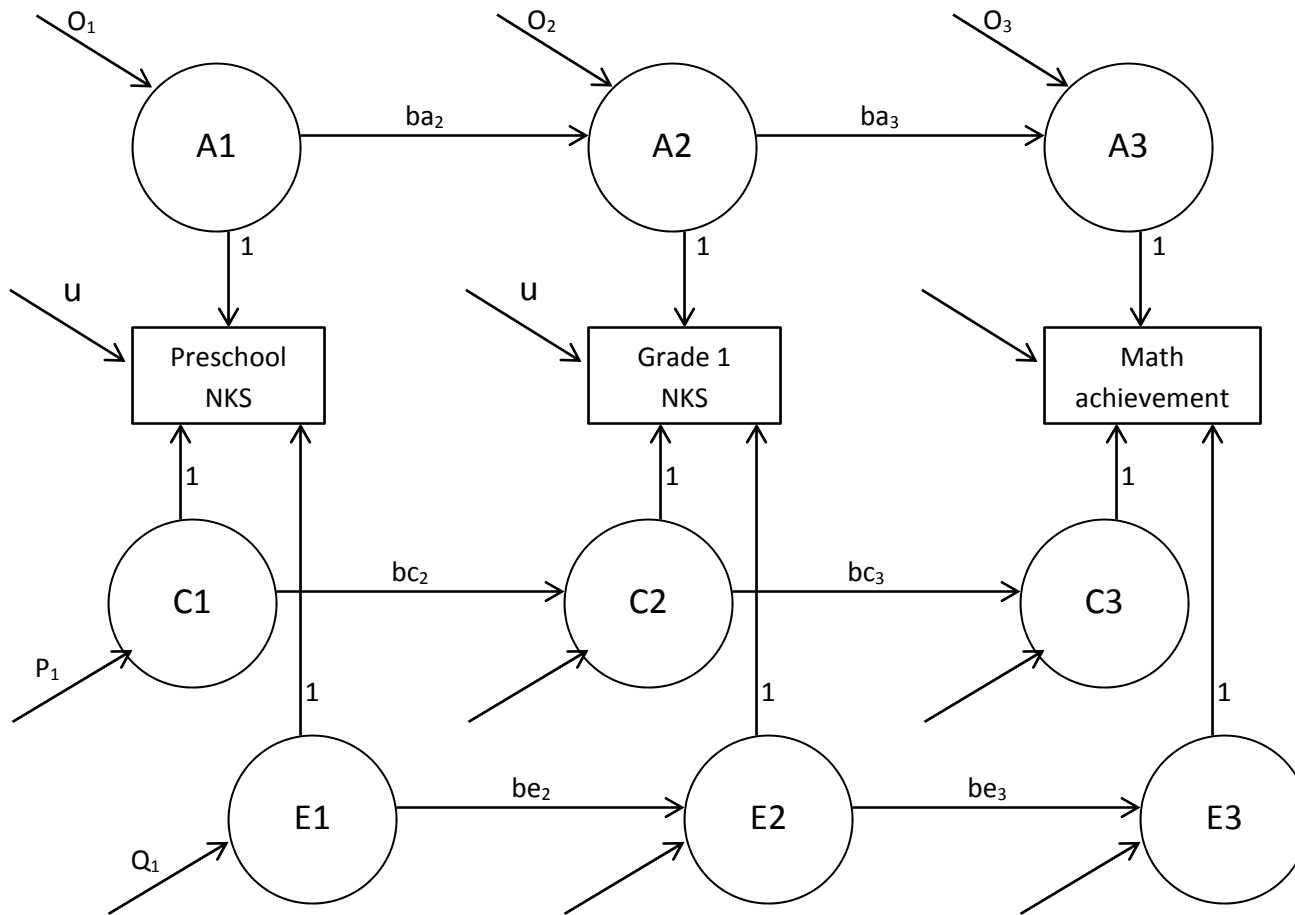 O₁
O₂
O₃
A1
ba₂
A2
ba₃
A3
1
1
1
u
u
Preschool
NKS
Grade 1
NKS
Math
achievement
1
1
1
C1
bc₂
C2
bc₃
C3
P₁
1
1
1
E1
be₂
E2
be₃
E3
Q₁